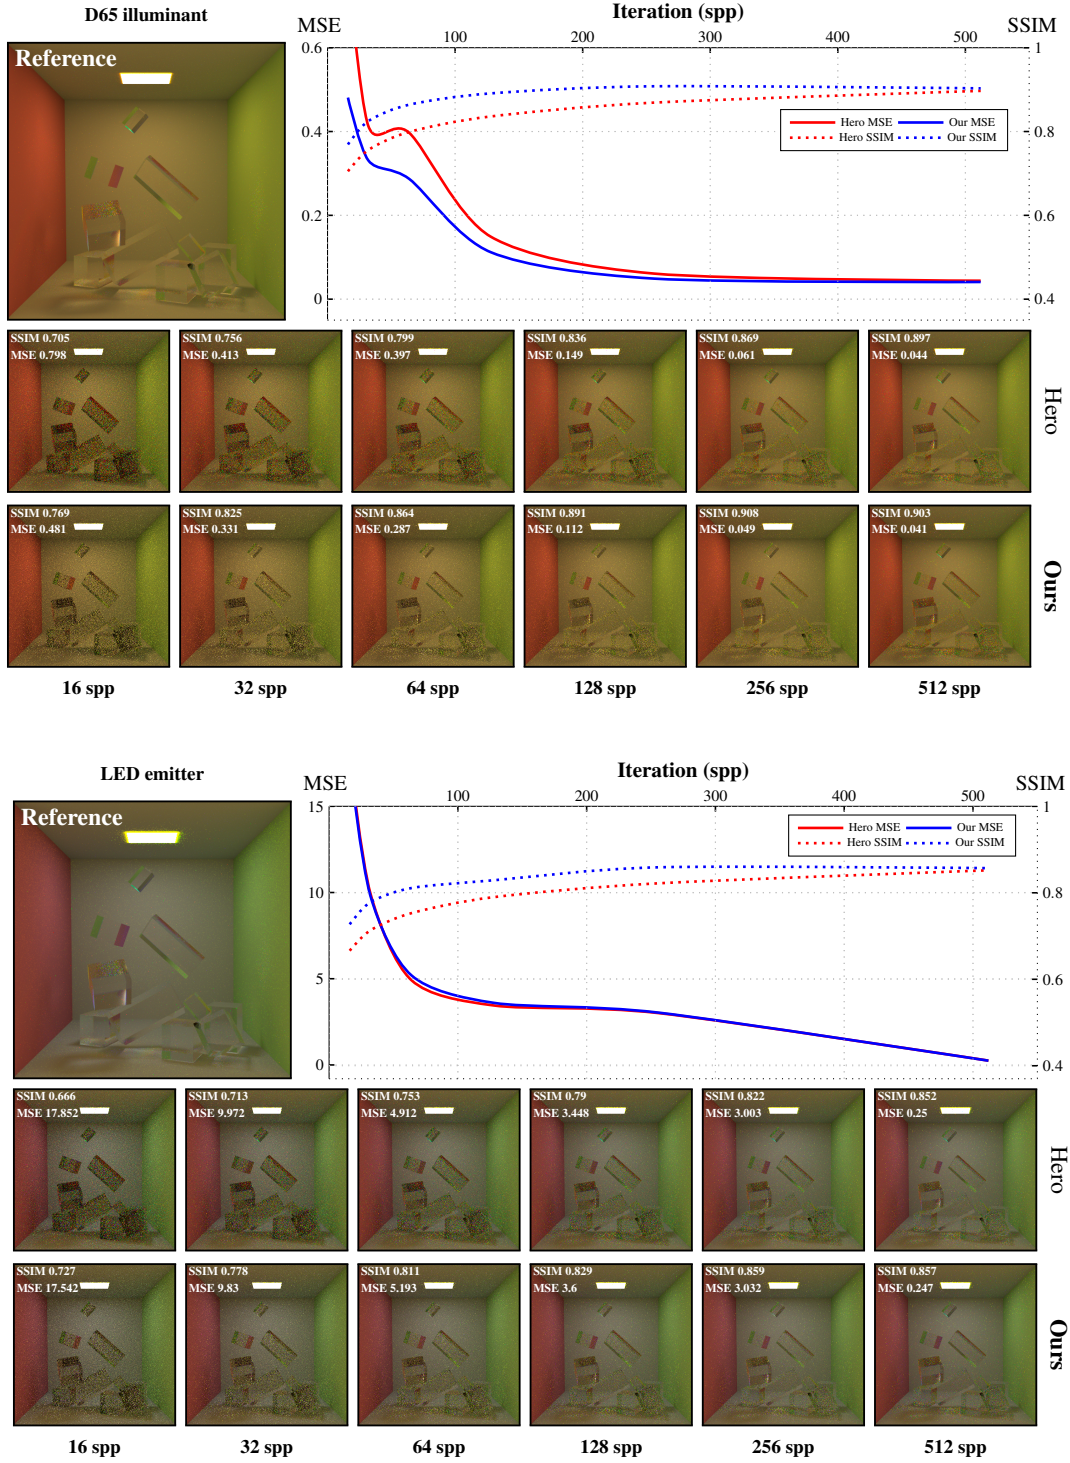 D65 illuminant
Reference
MSE
Iteration (spp)
SSIM
100 200 300 400 500
0.6
0.4
0.2
0
1
0.8
0.6
0.4
Hero MSE Our MSE
Hero SSIM Our SSIM
SSIM 0.705
MSE 0.798
SSIM 0.756
MSE 0.413
SSIM 0.799
MSE 0.397
SSIM 0.836
MSE 0.149
SSIM 0.869
MSE 0.061
SSIM 0.897
MSE 0.044
Hero
SSIM 0.769
MSE 0.481
SSIM 0.825
MSE 0.331
SSIM 0.864
MSE 0.287
SSIM 0.891
MSE 0.112
SSIM 0.908
MSE 0.049
SSIM 0.903
MSE 0.041
Ours
16 spp 32 spp 64 spp 128 spp 256 spp 512 spp
LED emitter
Reference
MSE
Iteration (spp)
SSIM
100 200 300 400 500
15
10
5
0
1
0.8
0.6
0.4
Hero MSE Our MSE
Hero SSIM Our SSIM
SSIM 0.666
MSE 17.852
SSIM 0.713
MSE 9.972
SSIM 0.753
MSE 4.912
SSIM 0.79
MSE 3.448
SSIM 0.822
MSE 3.003
SSIM 0.852
MSE 0.25
Hero
SSIM 0.727
MSE 17.542
SSIM 0.778
MSE 9.83
SSIM 0.811
MSE 5.193
SSIM 0.829
MSE 3.6
SSIM 0.859
MSE 3.032
SSIM 0.857
MSE 0.247
Ours
16 spp 32 spp 64 spp 128 spp 256 spp 512 spp